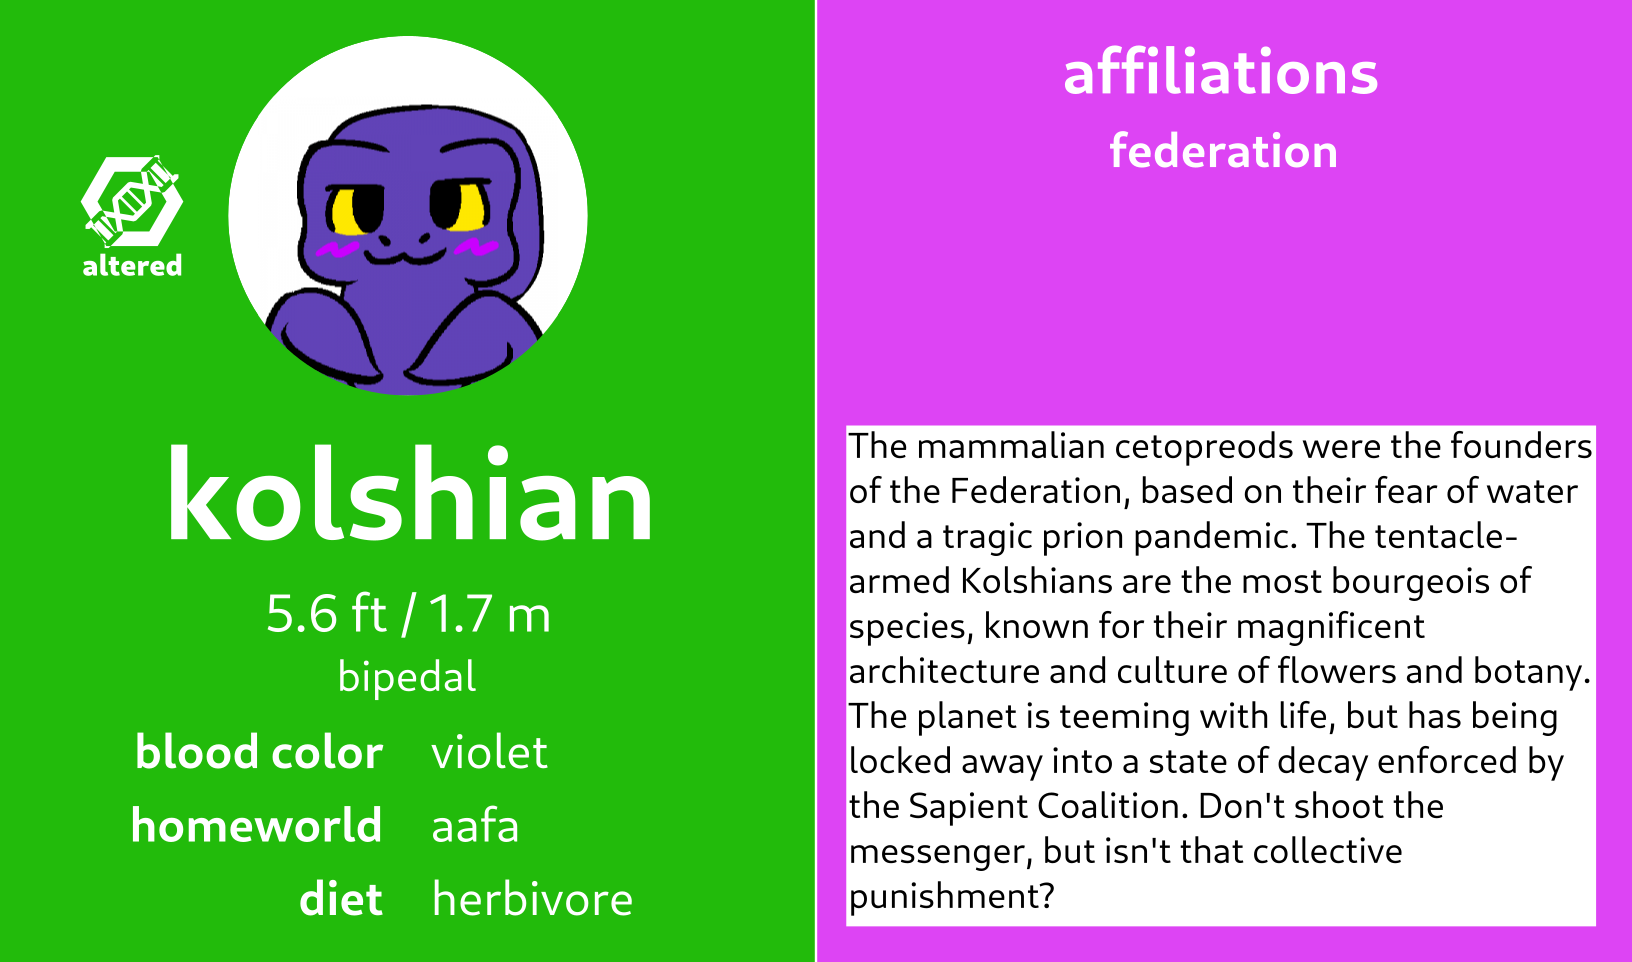 altered
kolshian
5.6 ft / 1.7 m
bipedal
blood color violet
homeworld aafa
diet herbivore
affiliations
federation
The mammalian cetopreods were the founders
of the Federation, based on their fear of water
and a tragic prion pandemic. The tentacle-
armed Kolshians are the most bourgeois of
species, known for their magnificent
architecture and culture of flowers and botany.
The planet is teeming with life, but has being
locked away into a state of decay enforced by
the Sapient Coalition. Don't shoot the
messenger, but isn't that collective
punishment?